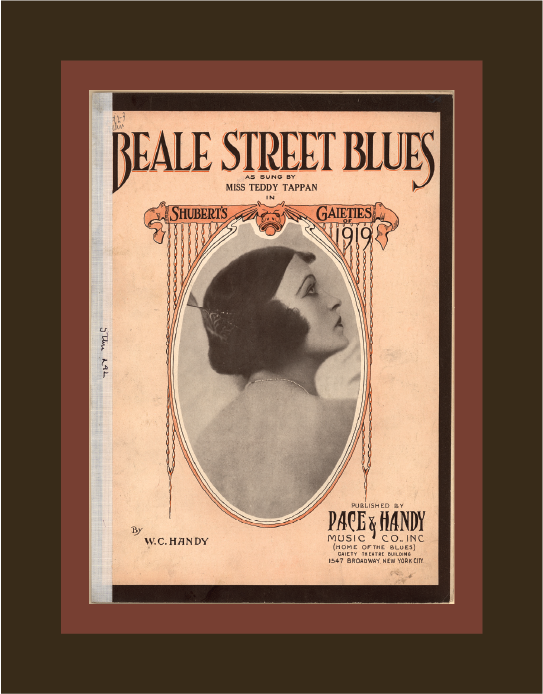 BEALE STREET BLUES
AS SUNG BY
MISS TEDDY TAPPAN
IN
SHUBERT'S GAIETIES
OF
1919
By
W.C. HANDY
PUBLISHED BY
PACE & HANDY
MUSIC CO., INC
(HOME OF THE BLUES)
GAIETY THEATRE BUILDING
1547 BROADWAY, NEW YORK CITY.